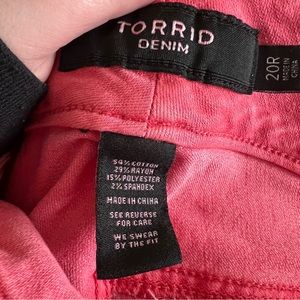 TORRID
DENIM
20R
MADE IN
CHINA
54% COTTON
29% RAYON
15% POLYESTER
2% SPANDEX
MADE IN CHINA
SEE REVERSE
FOR CARE
WE SWEAR
BY THE FIT